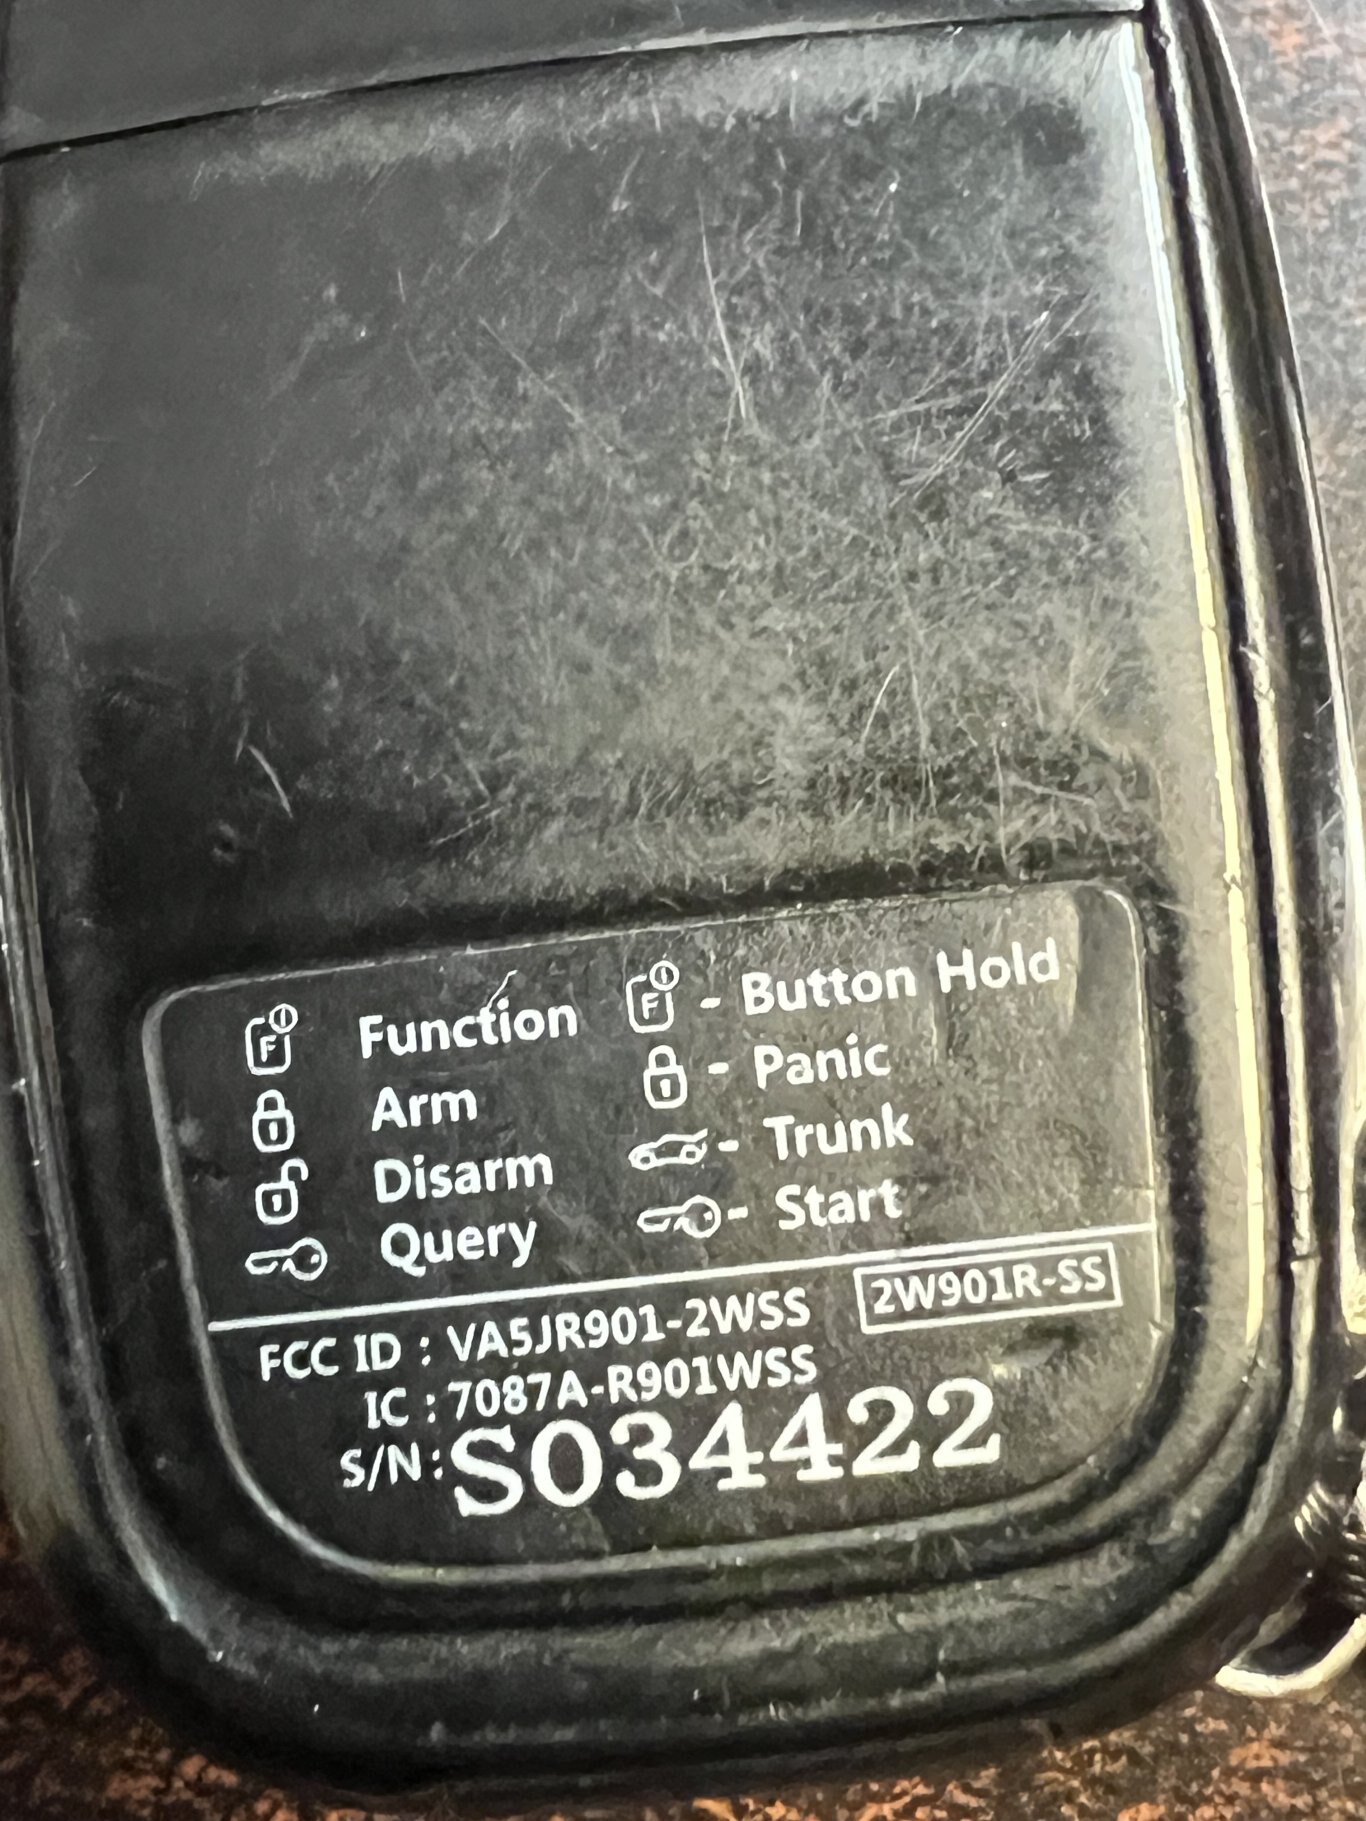 F Function F - Button Hold
Arm - Panic
Disarm - Trunk
Query - Start
2W901R-SS
FCC ID : VA5JR901-2WSS
IC : 7087A-R901WSS
S/N: S034422